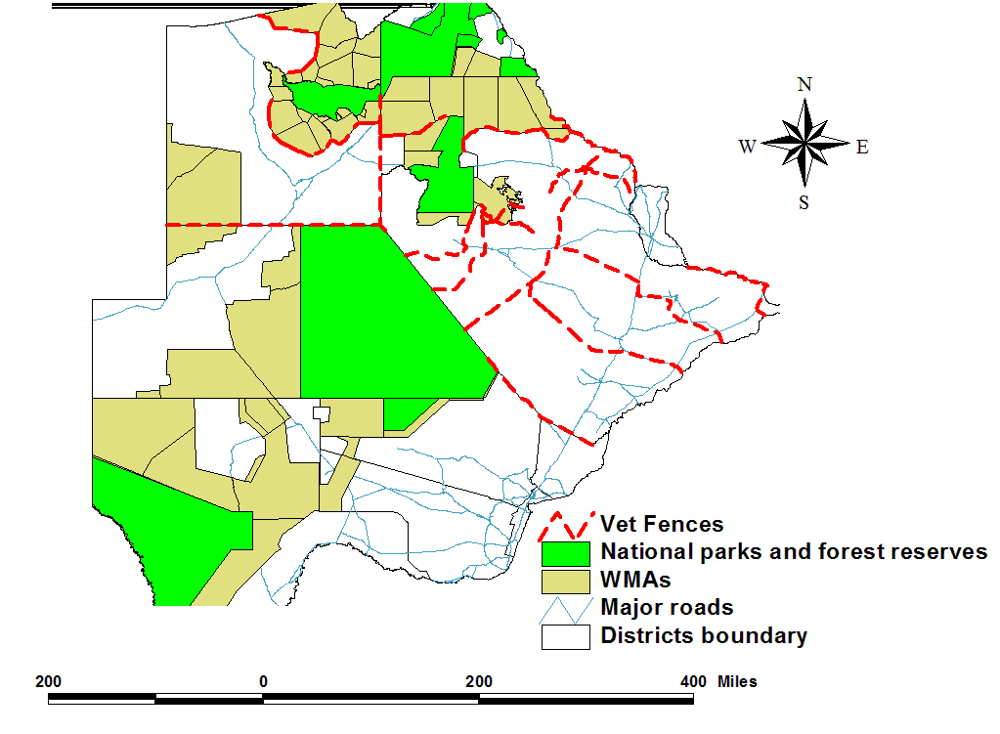 N
W E
S
Vet Fences
National parks and forest reserves
WMAs
Major roads
Districts boundary
200 0 200 400 Miles